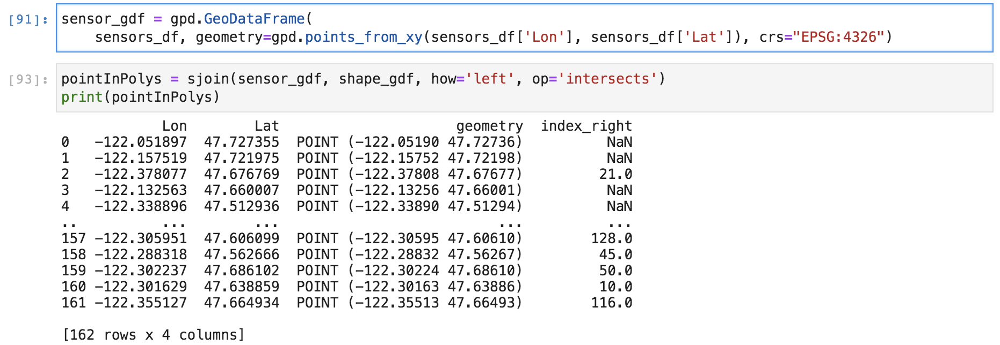 [91]: sensor_gdf = gpd.GeoDataFrame(
    sensors_df, geometry=gpd.points_from_xy(sensors_df['Lon'], sensors_df['Lat']), crs="EPSG:4326")
[93]: pointInPolys = sjoin(sensor_gdf, shape_gdf, how='left', op='intersects')
print(pointInPolys)
            Lon        Lat                     geometry  index_right
0   -122.051897  47.727355  POINT (-122.05190 47.72736)          NaN
1   -122.157519  47.721975  POINT (-122.15752 47.72198)          NaN
2   -122.378077  47.676769  POINT (-122.37808 47.67677)         21.0
3   -122.132563  47.660007  POINT (-122.13256 47.66001)          NaN
4   -122.338896  47.512936  POINT (-122.33890 47.51294)          NaN
..          ...        ...                          ...          ...
157 -122.305951  47.606099  POINT (-122.30595 47.60610)        128.0
158 -122.288318  47.562666  POINT (-122.28832 47.56267)         45.0
159 -122.302237  47.686102  POINT (-122.30224 47.68610)         50.0
160 -122.301629  47.638859  POINT (-122.30163 47.63886)         10.0
161 -122.355127  47.664934  POINT (-122.35513 47.66493)        116.0
[162 rows x 4 columns]